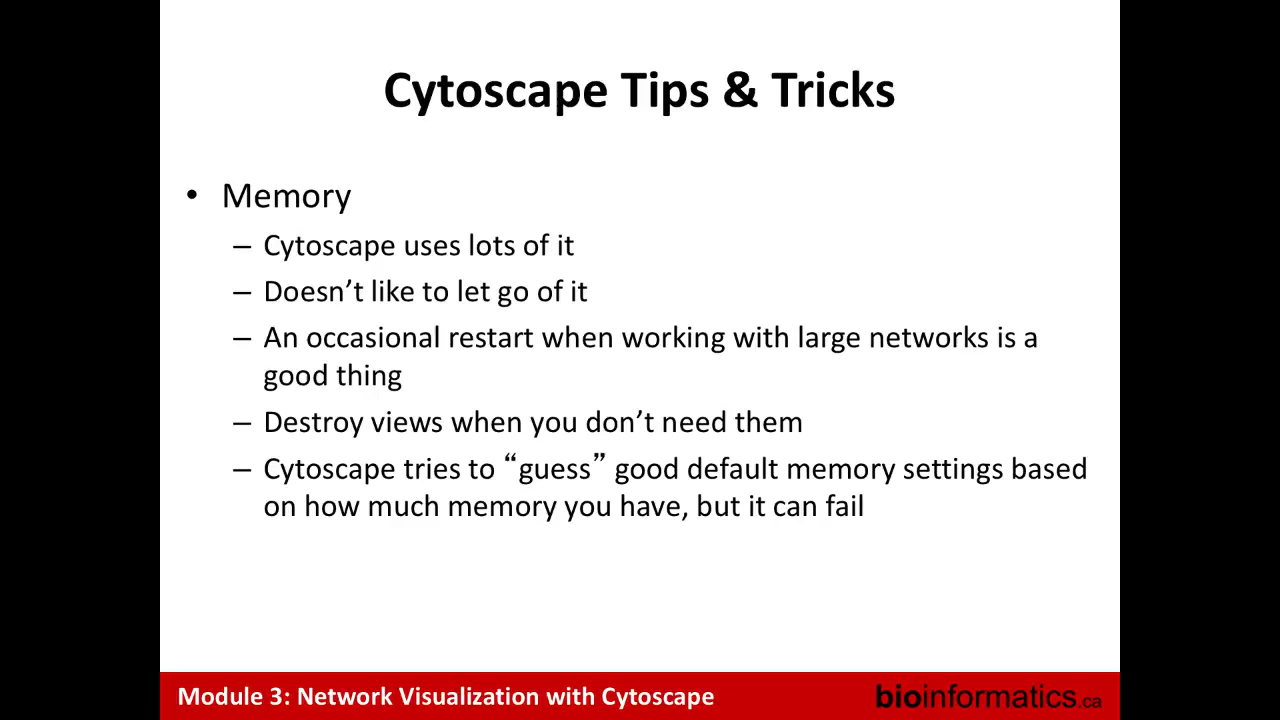 Cytoscape Tips & Tricks
• Memory
– Cytoscape uses lots of it
– Doesn’t like to let go of it
– An occasional restart when working with large networks is a
good thing
– Destroy views when you don’t need them
– Cytoscape tries to “guess” good default memory settings based
on how much memory you have, but it can fail
Module 3: Network Visualization with Cytoscape
bioinformatics.ca